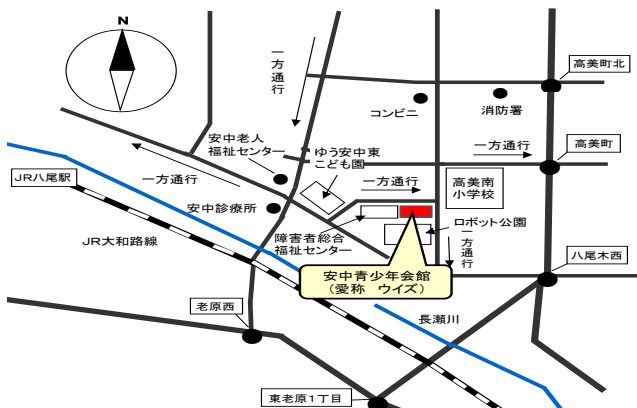 N
一方通行
高美町北
コンビニ
消防署
安中老人
福祉センター
ゆう安中東
こども園
一方通行
高美町
JR八尾駅
一方通行
一方通行
高美南
小学校
安中診療所
障害者総合
福祉センター
ロボット公園
一方通行
JR大和路線
安中青少年会館
(愛称 ウイズ)
八尾木西
老原西
長瀬川
東老原1丁目